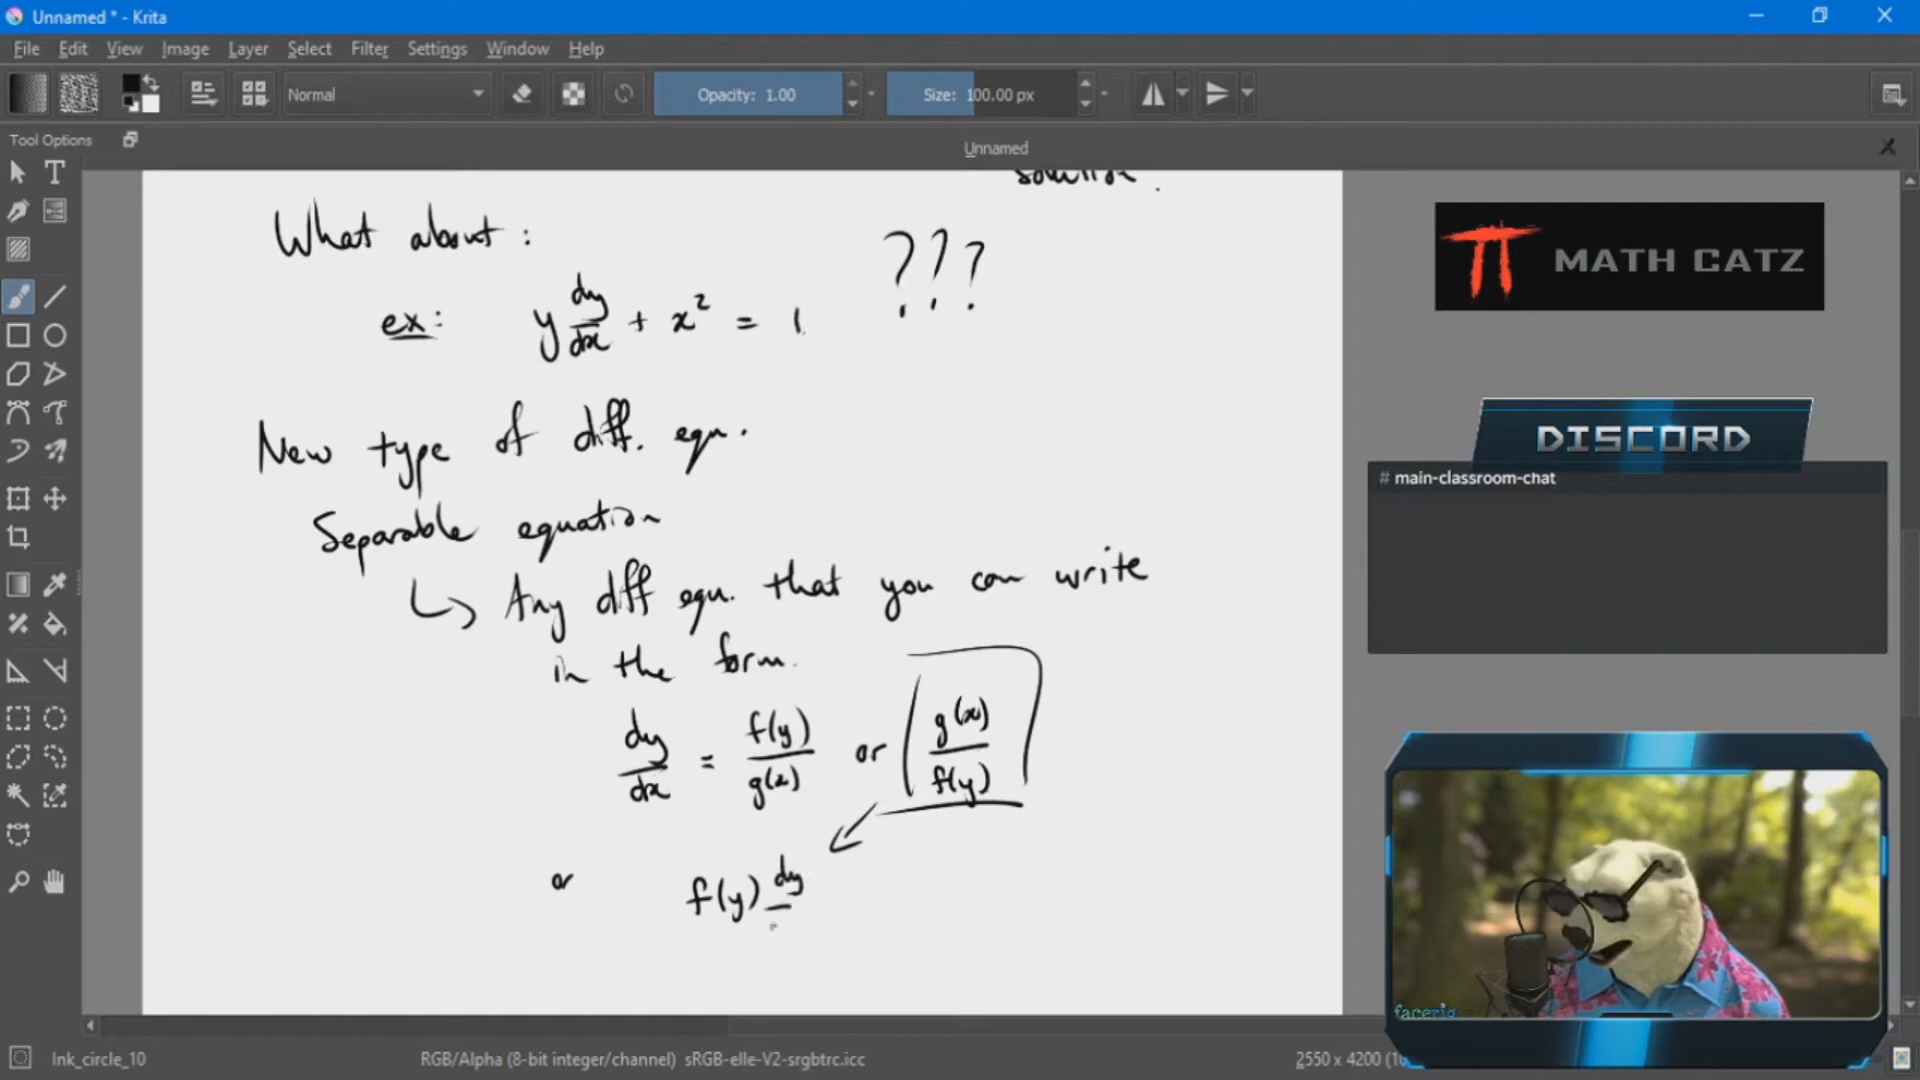 Unnamed * - Krita
File Edit View Image Layer Select Filter Settings Window Help
Normal Opacity: 1.00 Size: 100.00 px
Tool Options
Unnamed
solution.
What about :
???
ex: y dy/dx + x² = 1
New type of diff. eqn.
Separable equation
↳ Any diff eqn. that you can write
in the form.
dy/dx = f(y)/g(x) or g(x)/f(y)
or f(y) dy
π MATH CATZ
DISCORD
# main-classroom-chat
facerig
Ink_circle_10 RGB/Alpha (8-bit integer/channel) sRGB-elle-V2-srgbtrc.icc 2550 x 4200